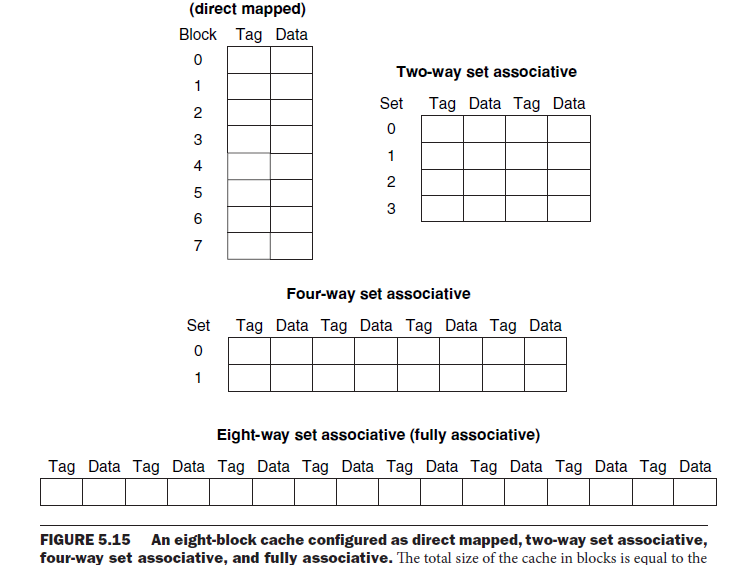 (direct mapped)
Block Tag Data
0
1
2
3
4
5
6
7
Two-way set associative
Set Tag Data Tag Data
0
1
2
3
Four-way set associative
Set Tag Data Tag Data Tag Data Tag Data
0
1
Eight-way set associative (fully associative)
Tag Data Tag Data Tag Data Tag Data Tag Data Tag Data Tag Data Tag Data
FIGURE 5.15 An eight-block cache configured as direct mapped, two-way set associative,
four-way set associative, and fully associative. The total size of the cache in blocks is equal to the